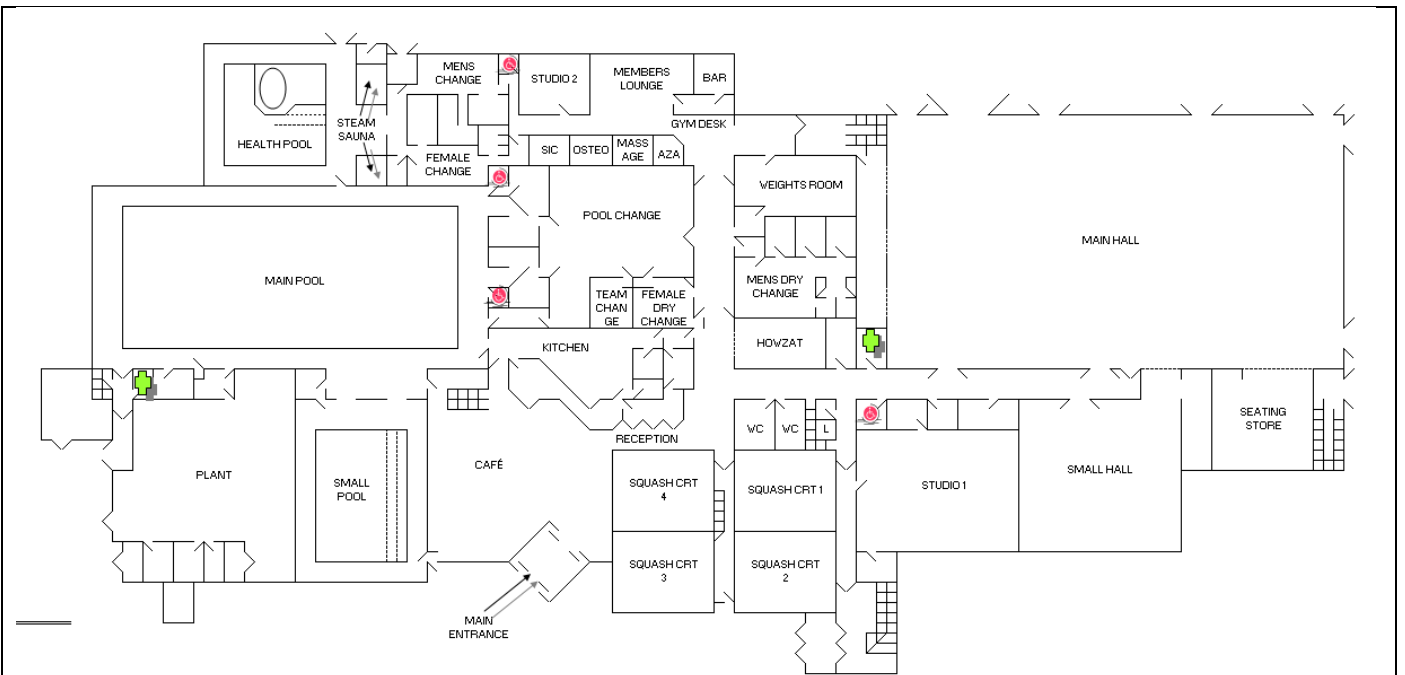 MENS
CHANGE
STUDIO 2
MEMBERS
LOUNGE
BAR
STEAM
SAUNA
GYM DESK
HEALTH POOL
FEMALE
CHANGE
SIC
OSTEO
MASS
AGE
AZA
WEIGHTS ROOM
POOL CHANGE
MAIN HALL
MAIN POOL
MENS DRY
CHANGE
TEAM
CHAN
GE
FEMALE
DRY
CHANGE
KITCHEN
HOWZAT
RECEPTION
WC
WC
L
SEATING
STORE
CAFÉ
PLANT
SMALL
POOL
SQUASH CRT
4
SQUASH CRT 1
STUDIO 1
SMALL HALL
SQUASH CRT
3
SQUASH CRT
2
MAIN
ENTRANCE